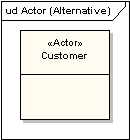 ud Actor (Alternative)
«Actor»
Customer